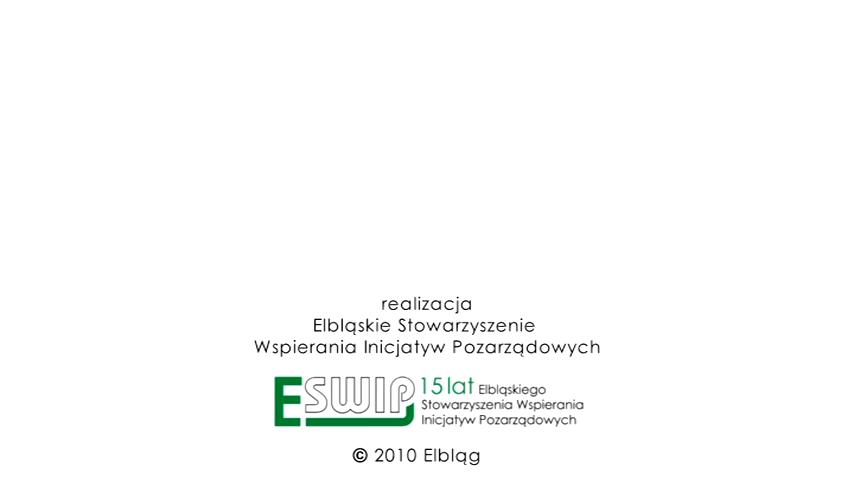 realizacja
Elbląskie Stowarzyszenie
Wspierania Inicjatyw Pozarządowych
ESWIP 15 lat Elbląskiego
Stowarzyszenia Wspierania
Inicjatyw Pozarządowych
© 2010 Elbląg